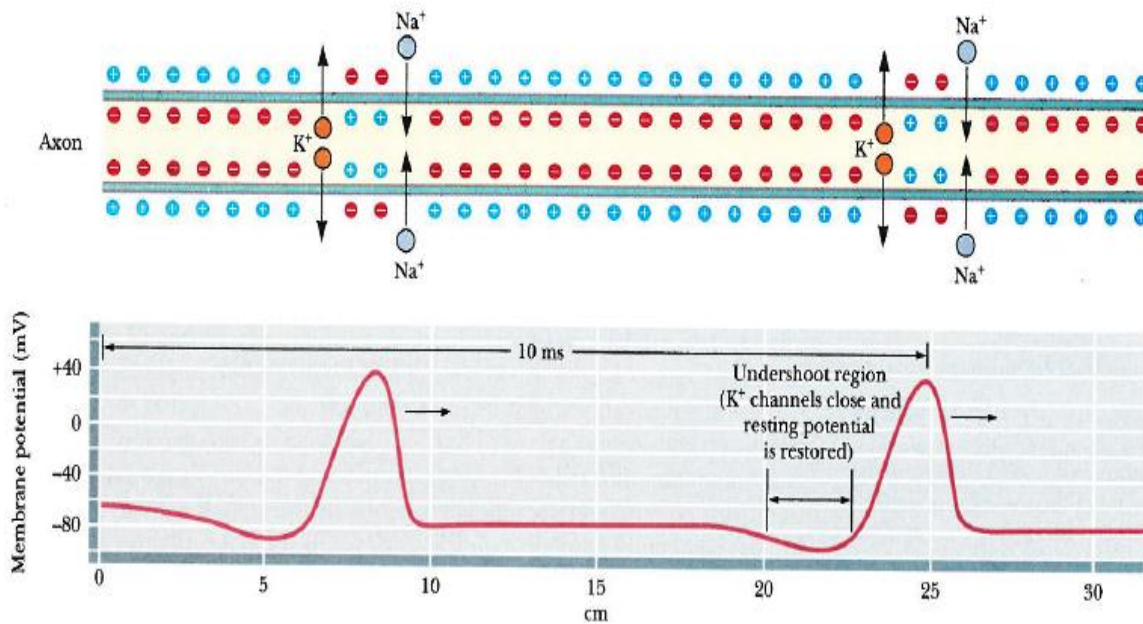 Na⁺
Na⁺
Axon
K⁺
K⁺
Na⁺
Na⁺
Membrane potential (mV)
10 ms
+40
Undershoot region
(K⁺ channels close and
0
resting potential
is restored)
–40
–80
0
5
10
15
20
25
30
cm